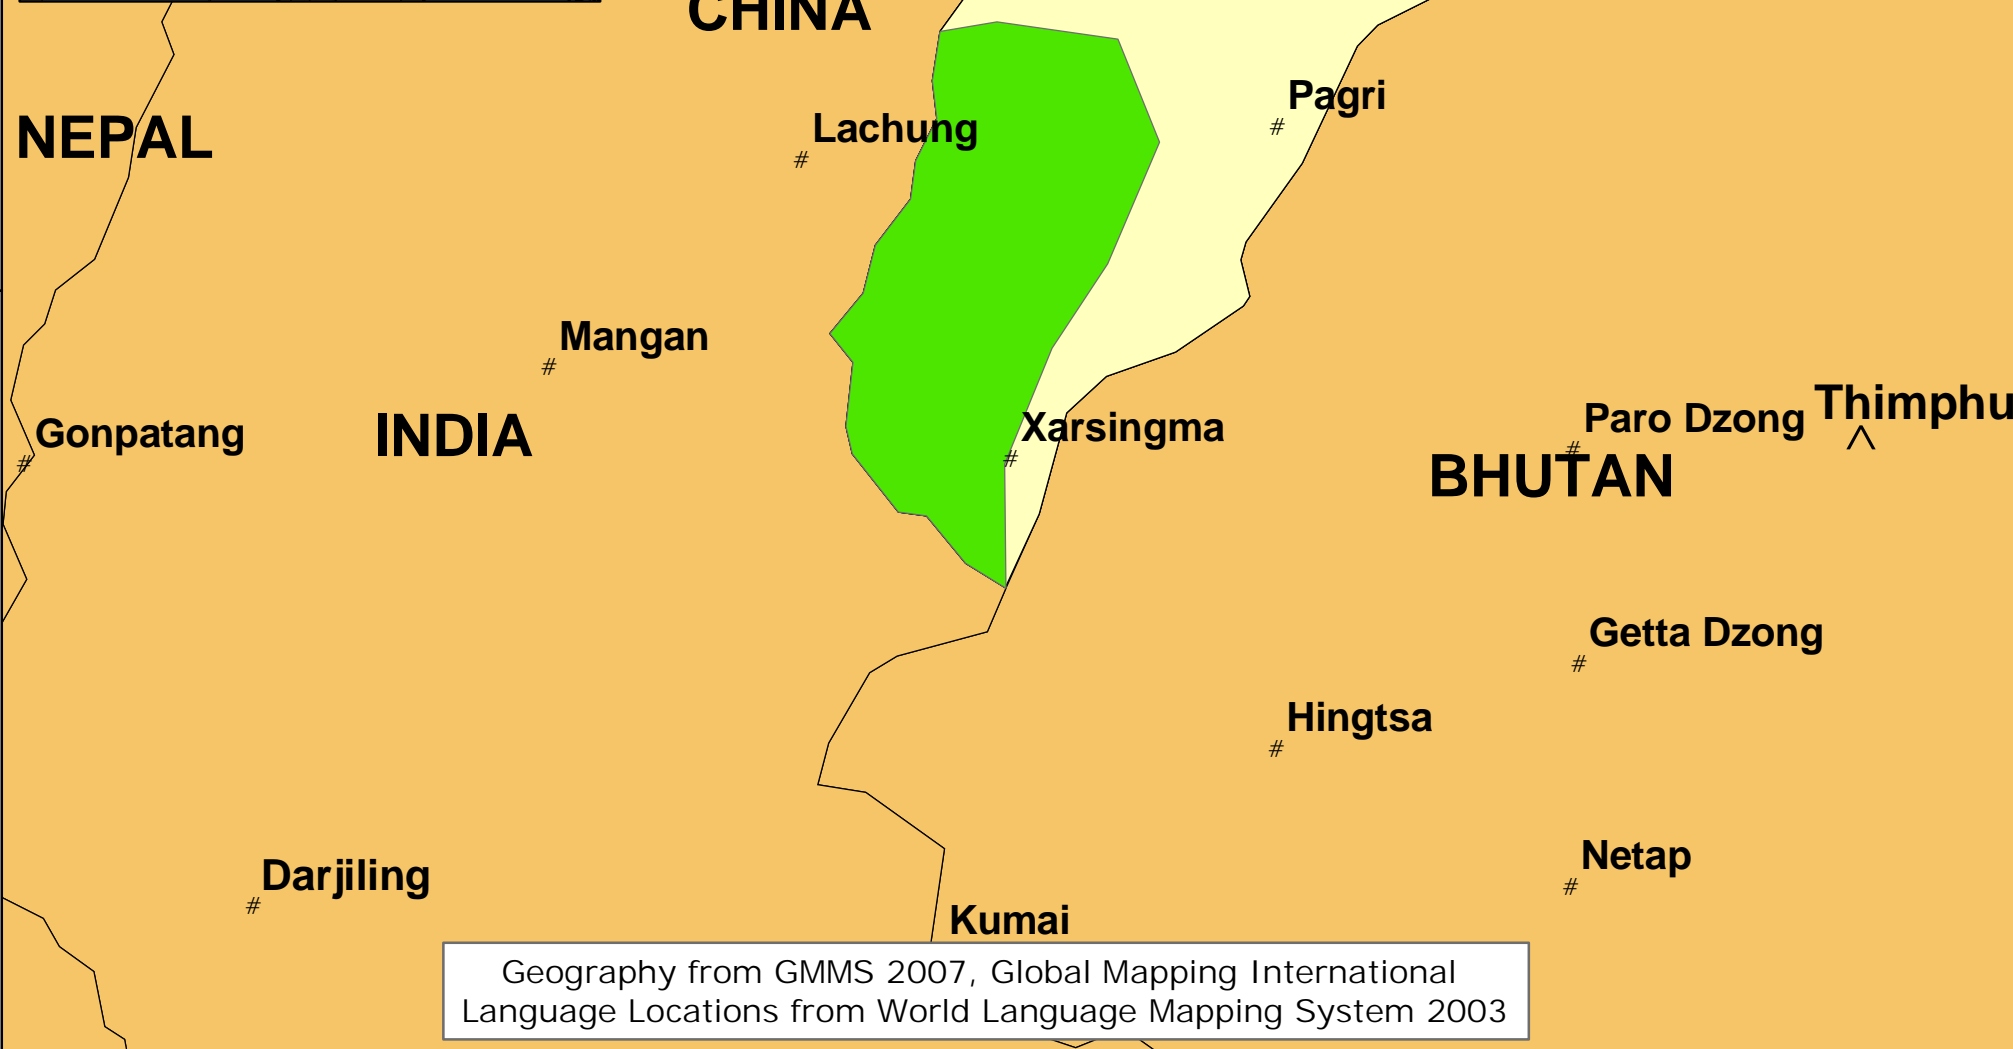 CHINA
Pagri
#
Lachung
#
NEPAL
Mangan
#
Thimphu
^
Paro Dzong
#
Xarsingma
#
Gonpatang
#
INDIA
BHUTAN
Getta Dzong
#
Hingtsa
#
Netap
#
Darjiling
#
Kumai
Geography from GMMS 2007, Global Mapping International
Language Locations from World Language Mapping System 2003